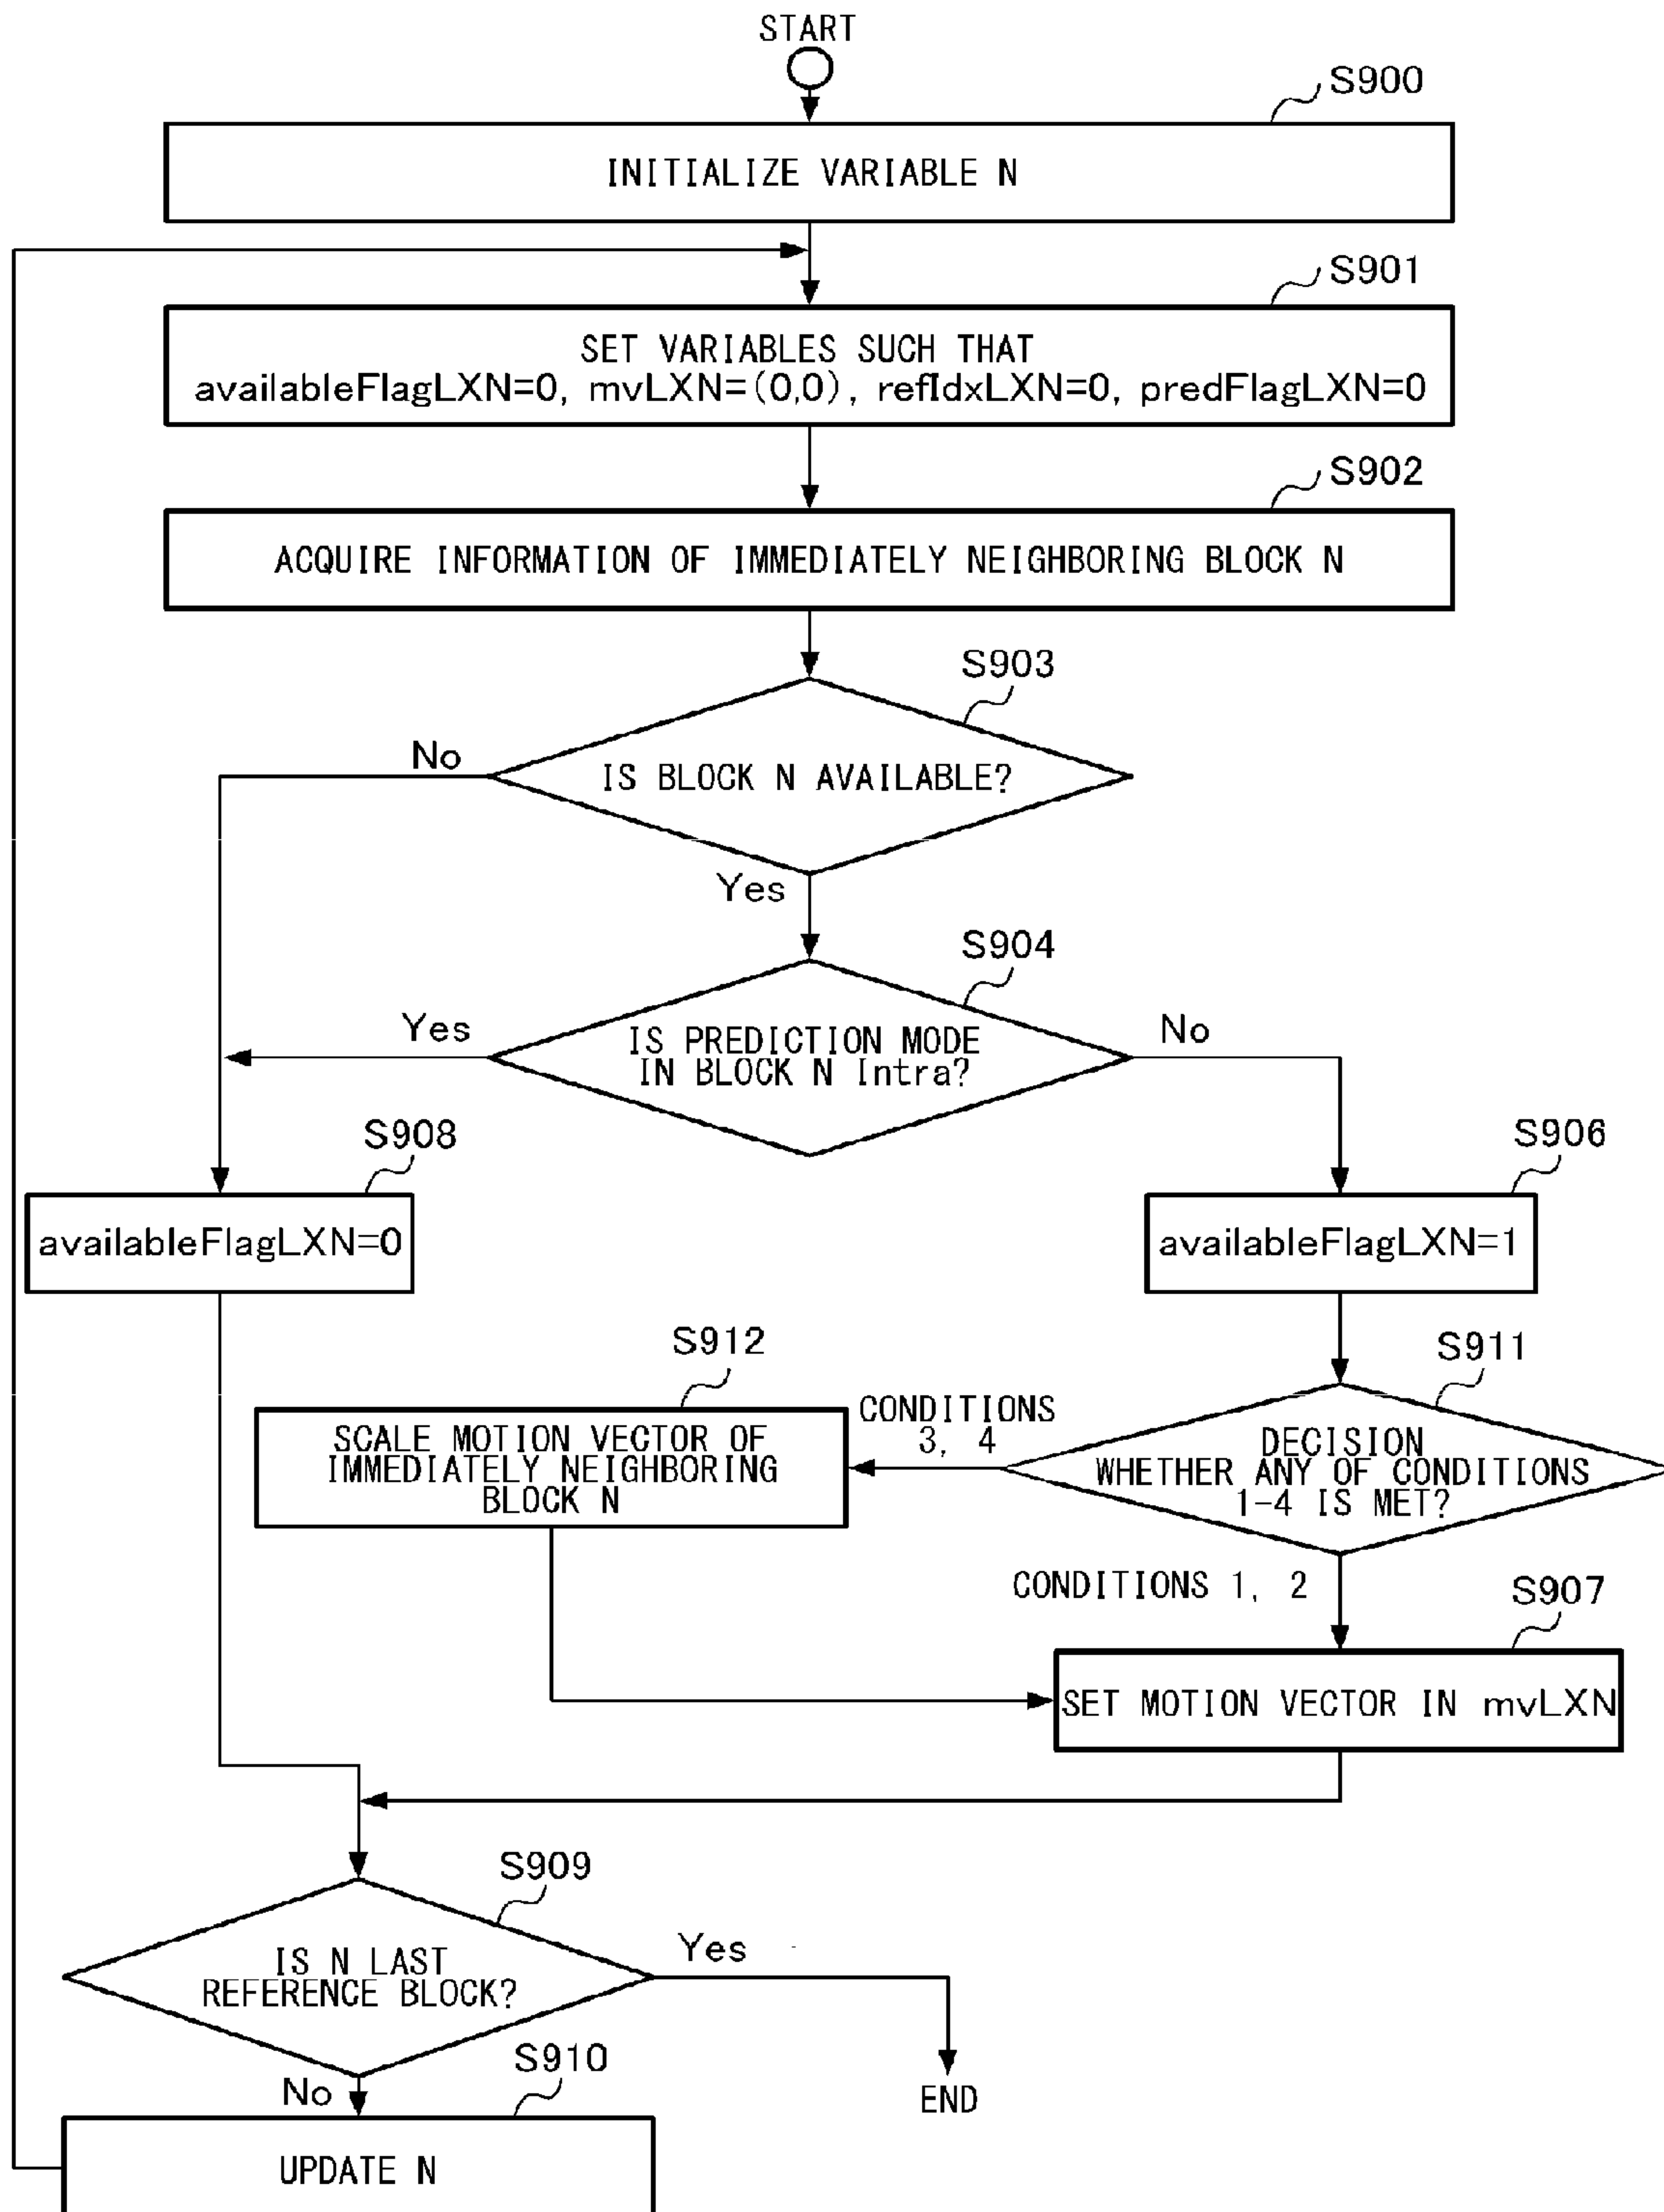 START
S900
INITIALIZE VARIABLE N
S901
SET VARIABLES SUCH THAT
availableFlagLXN=0, mvLXN=(0,0), refIdxLXN=0, predFlagLXN=0
S902
ACQUIRE INFORMATION OF IMMEDIATELY NEIGHBORING BLOCK N
S903
No
IS BLOCK N AVAILABLE?
Yes
S904
Yes
IS PREDICTION MODE
IN BLOCK N Intra?
No
S908
availableFlagLXN=0
S906
availableFlagLXN=1
S911
DECISION
WHETHER ANY OF CONDITIONS
1-4 IS MET?
CONDITIONS
3, 4
S912
SCALE MOTION VECTOR OF
IMMEDIATELY NEIGHBORING
BLOCK N
CONDITIONS 1, 2
S907
SET MOTION VECTOR IN mvLXN
S909
IS N LAST
REFERENCE BLOCK?
Yes
END
No
S910
UPDATE N